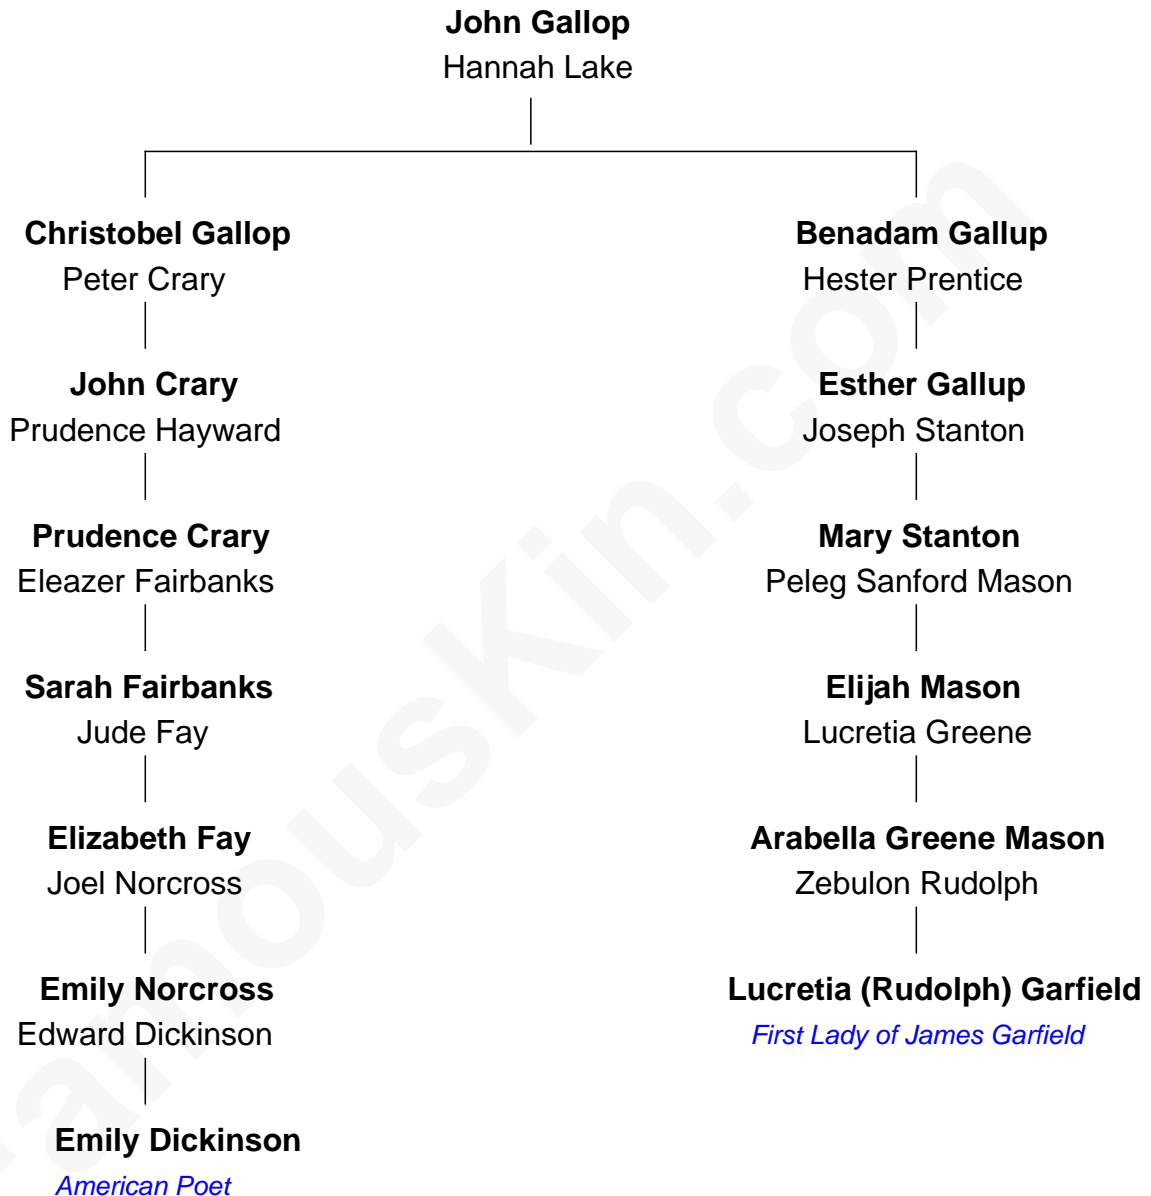 John Gallop
Hannah Lake
Christobel Gallop
Peter Crary
Benadam Gallup
Hester Prentice
John Crary
Prudence Hayward
Esther Gallup
Joseph Stanton
Prudence Crary
Eleazer Fairbanks
Mary Stanton
Peleg Sanford Mason
Sarah Fairbanks
Jude Fay
Elijah Mason
Lucretia Greene
Elizabeth Fay
Joel Norcross
Arabella Greene Mason
Zebulon Rudolph
Emily Norcross
Edward Dickinson
Lucretia (Rudolph) Garfield
First Lady of James Garfield
Emily Dickinson
American Poet
FamousKin.com